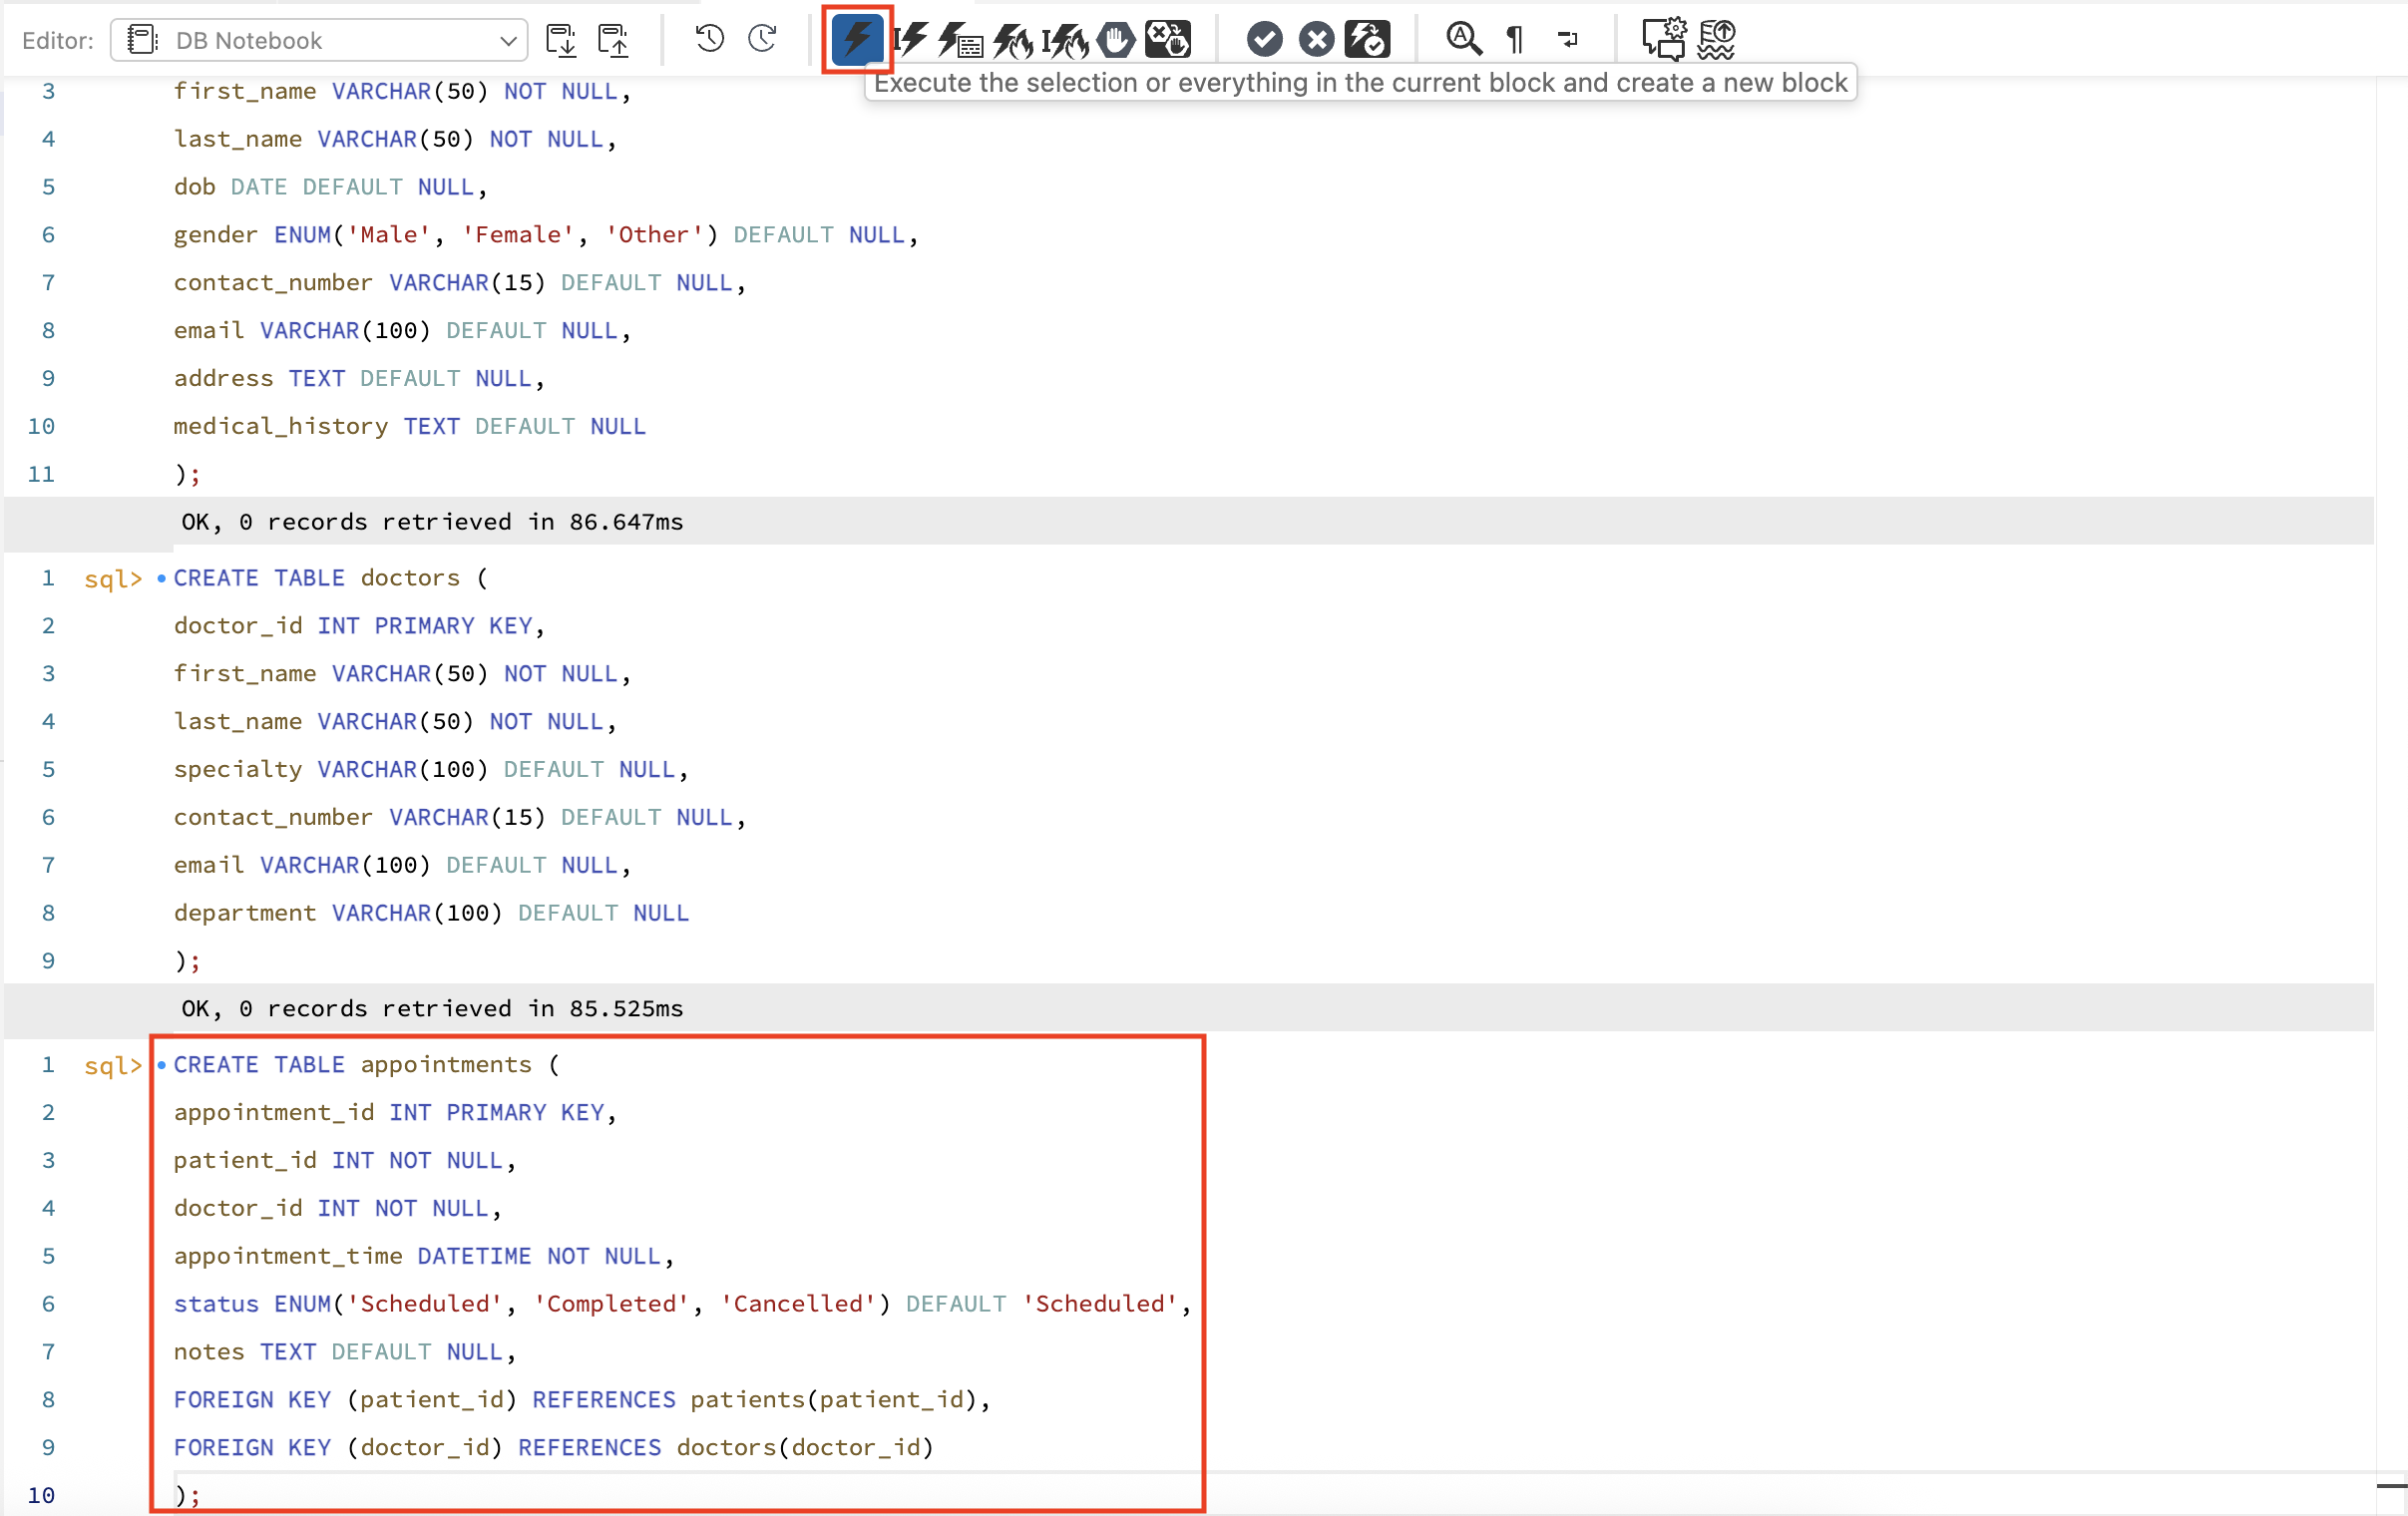 Editor: DB Notebook
Execute the selection or everything in the current block and create a new block
3 first_name VARCHAR(50) NOT NULL,
4 last_name VARCHAR(50) NOT NULL,
5 dob DATE DEFAULT NULL,
6 gender ENUM('Male', 'Female', 'Other') DEFAULT NULL,
7 contact_number VARCHAR(15) DEFAULT NULL,
8 email VARCHAR(100) DEFAULT NULL,
9 address TEXT DEFAULT NULL,
10 medical_history TEXT DEFAULT NULL
11 );
OK, 0 records retrieved in 86.647ms
1 sql> CREATE TABLE doctors (
2 doctor_id INT PRIMARY KEY,
3 first_name VARCHAR(50) NOT NULL,
4 last_name VARCHAR(50) NOT NULL,
5 specialty VARCHAR(100) DEFAULT NULL,
6 contact_number VARCHAR(15) DEFAULT NULL,
7 email VARCHAR(100) DEFAULT NULL,
8 department VARCHAR(100) DEFAULT NULL
9 );
OK, 0 records retrieved in 85.525ms
1 sql> CREATE TABLE appointments (
2 appointment_id INT PRIMARY KEY,
3 patient_id INT NOT NULL,
4 doctor_id INT NOT NULL,
5 appointment_time DATETIME NOT NULL,
6 status ENUM('Scheduled', 'Completed', 'Cancelled') DEFAULT 'Scheduled',
7 notes TEXT DEFAULT NULL,
8 FOREIGN KEY (patient_id) REFERENCES patients(patient_id),
9 FOREIGN KEY (doctor_id) REFERENCES doctors(doctor_id)
10 );